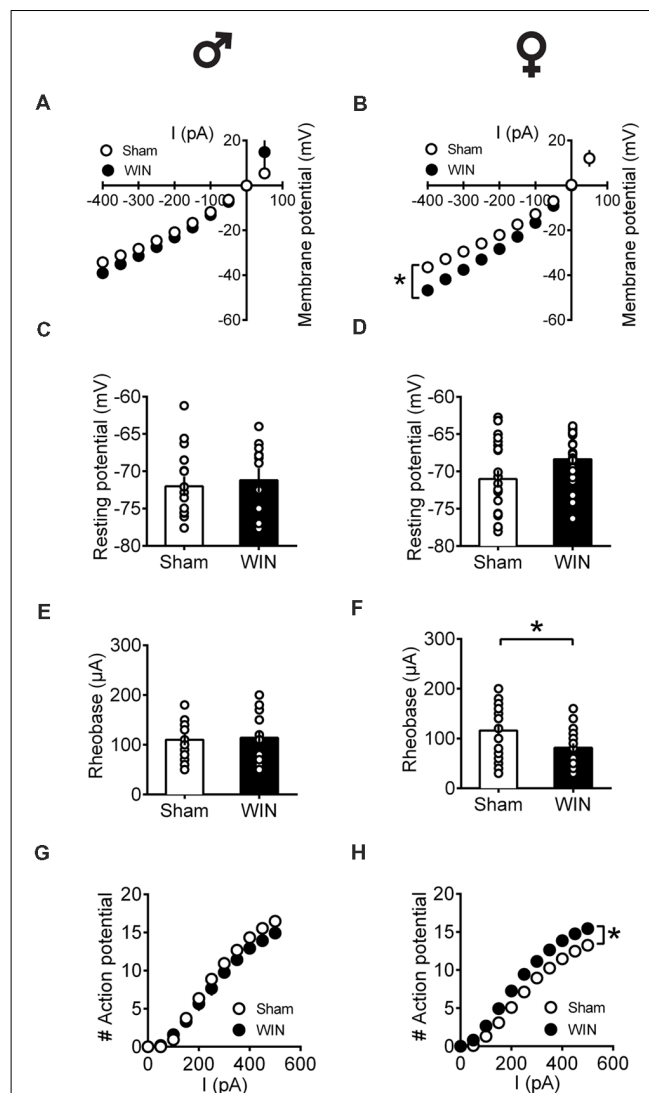 ♂ ♀
A
B
I (pA)
20
Membrane potential (mV)
Sham
WIN
-400 -300 -200 -100 100
-20
-40
-60
I (pA)
20
Membrane potential (mV)
Sham
WIN
-400 -300 -200 -100 100
-20
-40
-60
*
C
D
Resting potential (mV)
-60
-65
-70
-75
-80
Sham WIN
Resting potential (mV)
-60
-65
-70
-75
-80
Sham WIN
E
F
Rheobase (µA)
300
200
100
0
Sham WIN
Rheobase (µA)
300
200
100
0
*
Sham WIN
G
H
# Action potential
20
15
10
5
0
Sham
WIN
0 200 400 600
I (pA)
# Action potential
20
15
10
5
0
*
Sham
WIN
0 200 400 600
I (pA)